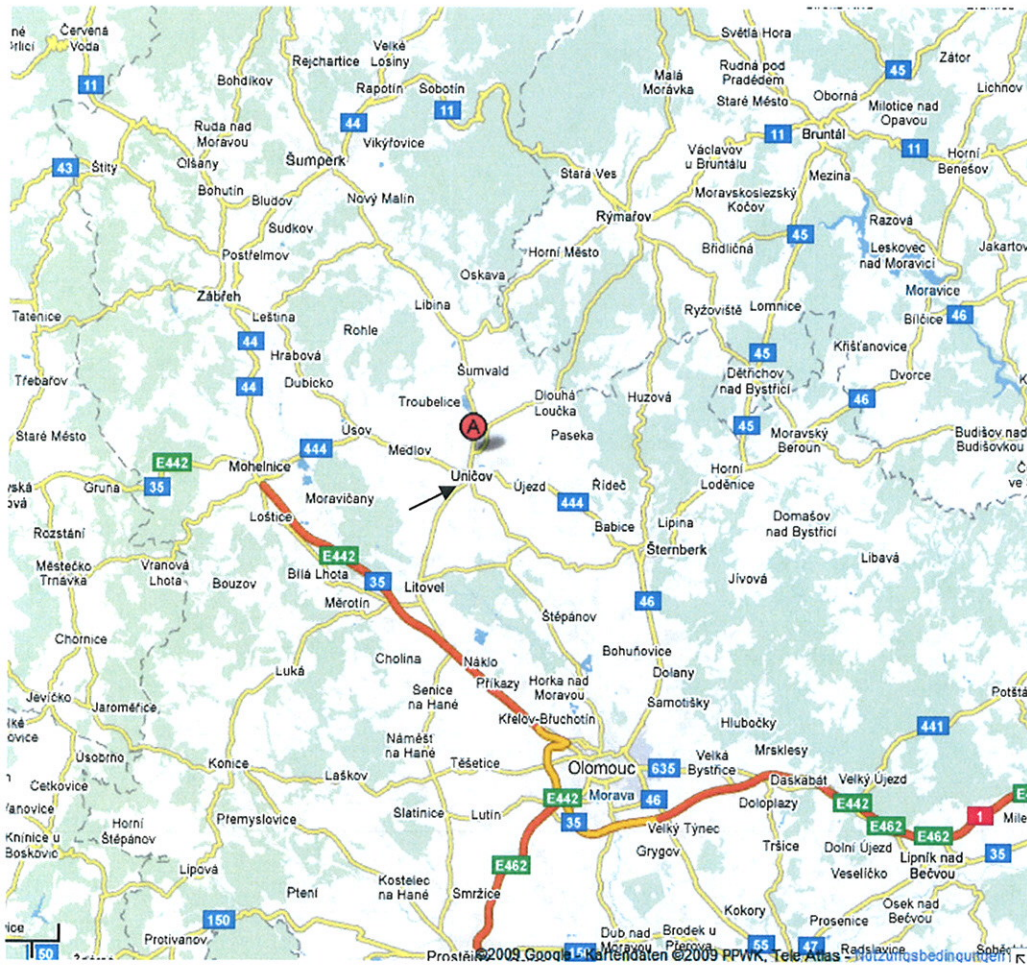 Červená
Voda
Velké
Losiny
Světlá Hora
Zátor
Rejchartice
Rudná pod
Pradědem
45
Bohdíkov
Rapotín
Sobotín
Malá
Morávka
Lichnov
11
11
Staré Město
Oborná
Milotice nad
Opavou
44
Ruda nad
Moravou
Vikýřovice
11
Bruntál
Olšany
Šumperk
Václavov
u Bruntálu
11
Horní
Benešov
43
Štíty
Stará Ves
Mezina
Bohutín
Bludov
Nový Malín
Moravskoslezský
Kočov
Rýmařov
Razová
Sudkov
Břidličná
45
Leskovec
nad Moravicí
Jakartov
Postřelmov
Horní Město
Oskava
Moravice
Zábřeh
Libina
Lomnice
Tatenice
Leština
Rohle
Ryžoviště
Bílčice
46
44
Hrabová
Křišťanovice
45
Třebařov
44
Dubicko
Šumvald
Dětřichov
nad Bystřicí
Dvorce
Troubelice
Dlouhá
Loučka
Huzová
46
A
Staré Město
444
Úsov
Paseka
45
Moravský
Beroun
Budišov nad
Budišovkou
E442
Mohelnice
Medlov
Uničov
Horní
Loděnice
35
Gruna
Moravičany
Újezd
Řídeč
444
Rozstání
Loštice
Babice
Lipina
Domašov
nad Bystřicí
Městečko
Trnávka
Vranová
Lhota
E442
Šternberk
Libavá
Bouzov
Bílá Lhota
35
Litovel
Jívová
Měrotín
46
Štěpánov
Chornice
Bohuňovice
Luká
Cholina
Náklo
Dolany
Jevíčko
Jaroměřice
Senice
na Hané
Příkazy
Horka nad
Moravou
Samotišky
Křelov-Břuchotín
Hlubočky
441
Úsobrno
Náměšť
na Hané
Konice
Těšetice
Olomouc
635
Velká
Bystřice
Mrsklesy
Cetkovice
Laškov
Daskabát
Velký Újezd
E442
Morava
46
E442
Doloplazy
1
Slatinice
Lutín
35
Velký Týnec
E462
E462
Horní
Štěpánov
Přemyslovice
Grygov
Tršice
Dolní Újezd
Lipník nad
Bečvou
35
Knínice u
Boskovic
Lipová
E462
Veselíčko
Kostelec
na Hané
Ptení
Smržice
Kokory
Osek nad
Bečvou
150
Dub nad
Moravou
Brodek u
Přerova
Prosenice
Protivanov
55
47
Radslavice
50
©2009 Google - Kartendaten ©2009 PPWK, Tele Atlas - Nutzungsbedingungen